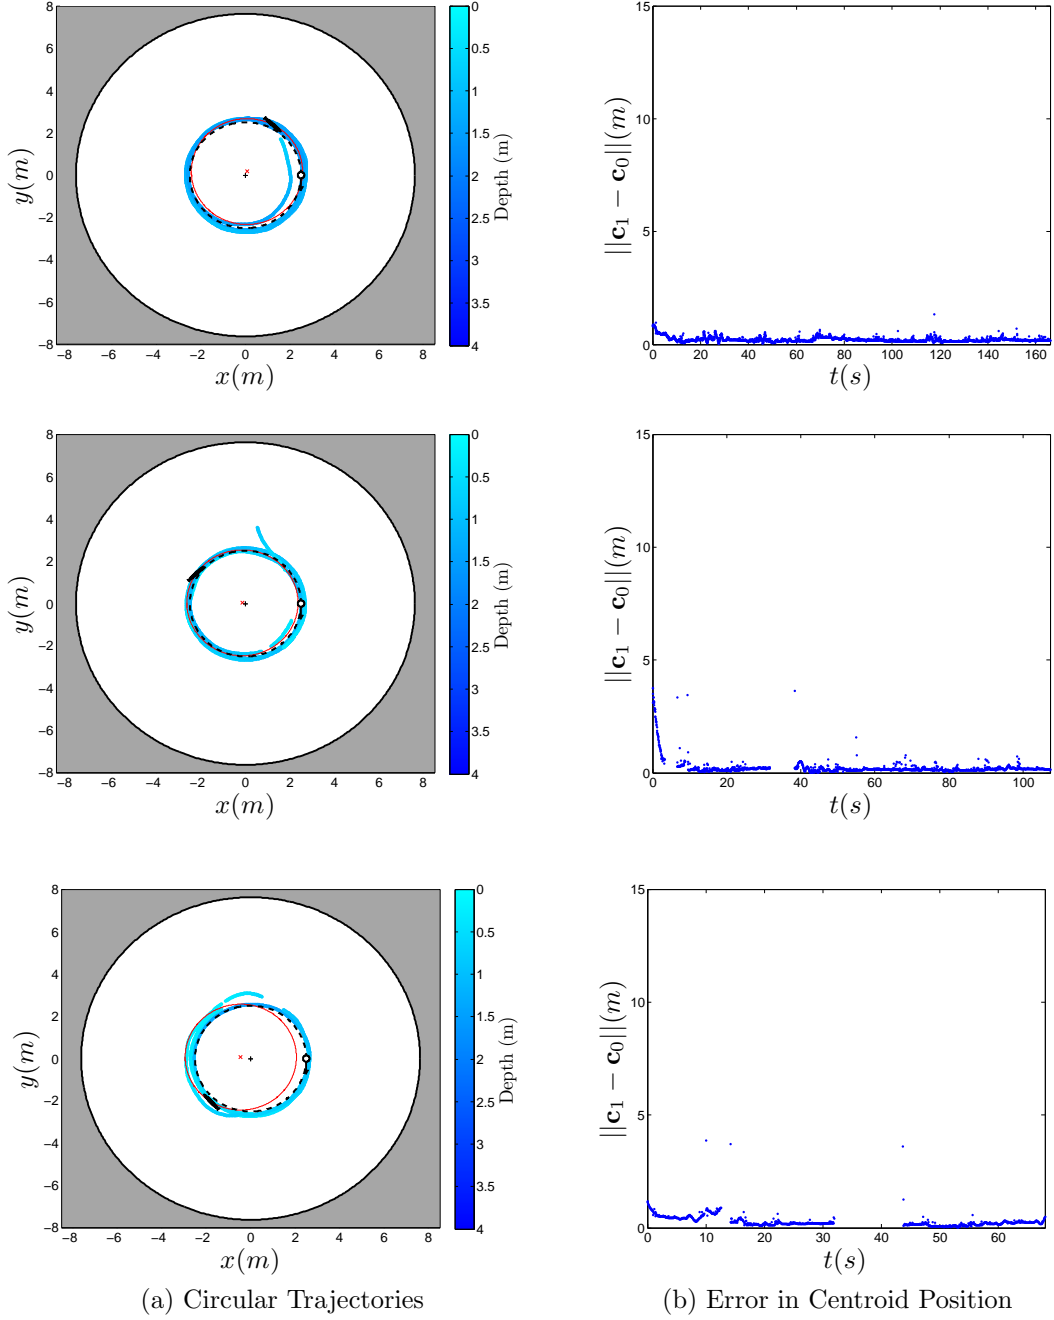 8
6
4
2
0
−2
−4
−6
−8
y(m)
−8 −6 −4 −2 0 2 4 6 8
x(m)
0
0.5
1
1.5
2
2.5
3
3.5
4
Depth (m)
15
10
5
0
||c₁ − c₀||(m)
0 20 40 60 80 100 120 140 160
t(s)
8
6
4
2
0
−2
−4
−6
−8
y(m)
−8 −6 −4 −2 0 2 4 6 8
x(m)
0
0.5
1
1.5
2
2.5
3
3.5
4
Depth (m)
15
10
5
0
||c₁ − c₀||(m)
0 20 40 60 80 100
t(s)
8
6
4
2
0
−2
−4
−6
−8
y(m)
−8 −6 −4 −2 0 2 4 6 8
x(m)
0
0.5
1
1.5
2
2.5
3
3.5
4
Depth (m)
15
10
5
0
||c₁ − c₀||(m)
0 10 20 30 40 50 60
t(s)
(a) Circular Trajectories
(b) Error in Centroid Position